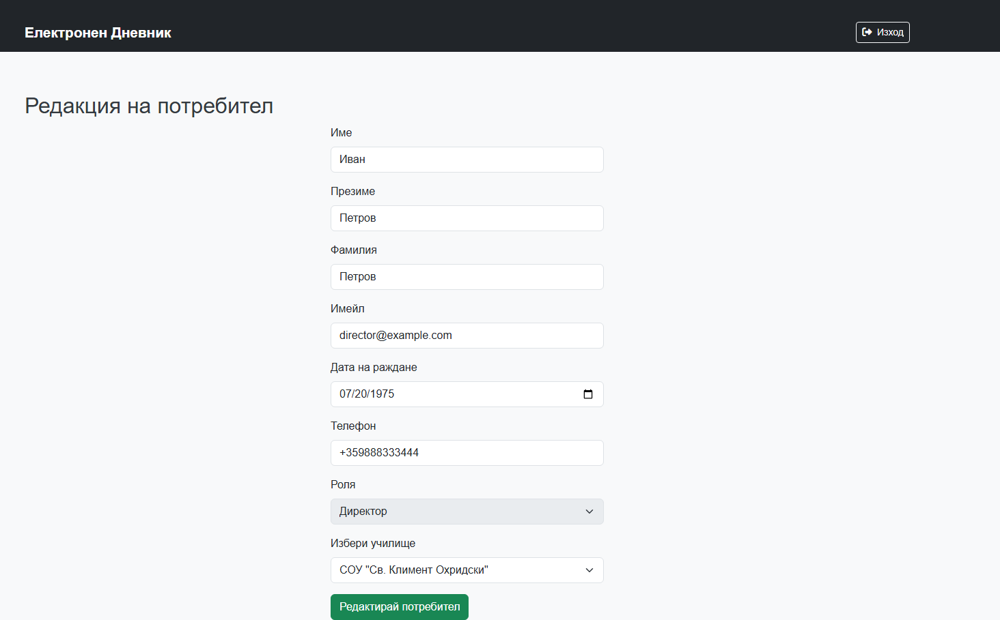 Електронен Дневник
Изход
Редакция на потребител
Име
Иван
Презиме
Петров
Фамилия
Петров
Имейл
director@example.com
Дата на раждане
07/20/1975
Телефон
+359888333444
Роля
Директор
Избери училище
СОУ "Св. Климент Охридски"
Редактирай потребител